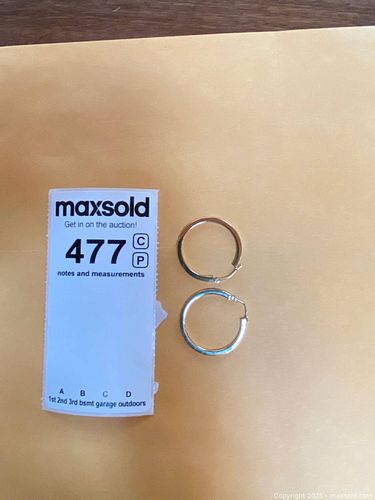 maxsold
Get in on the auction!
477 C
P
notes and measurements
A B C D
1st 2nd 3rd bsmt garage outdoors
Copyright 2025 - maxsold.com